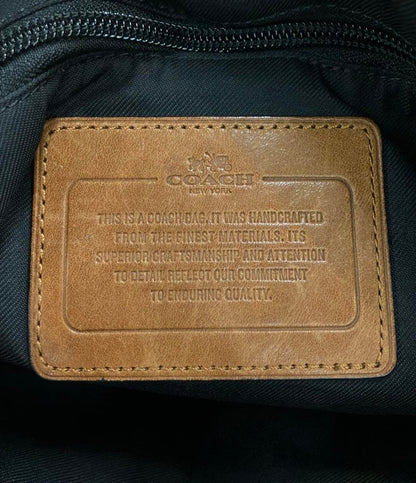 COACH
NEW YORK
THIS IS A COACH BAG. IT WAS HANDCRAFTED
FROM THE FINEST MATERIALS. ITS
SUPERIOR CRAFTSMANSHIP AND ATTENTION
TO DETAIL REFLECT OUR COMMITMENT
TO ENDURING QUALITY.